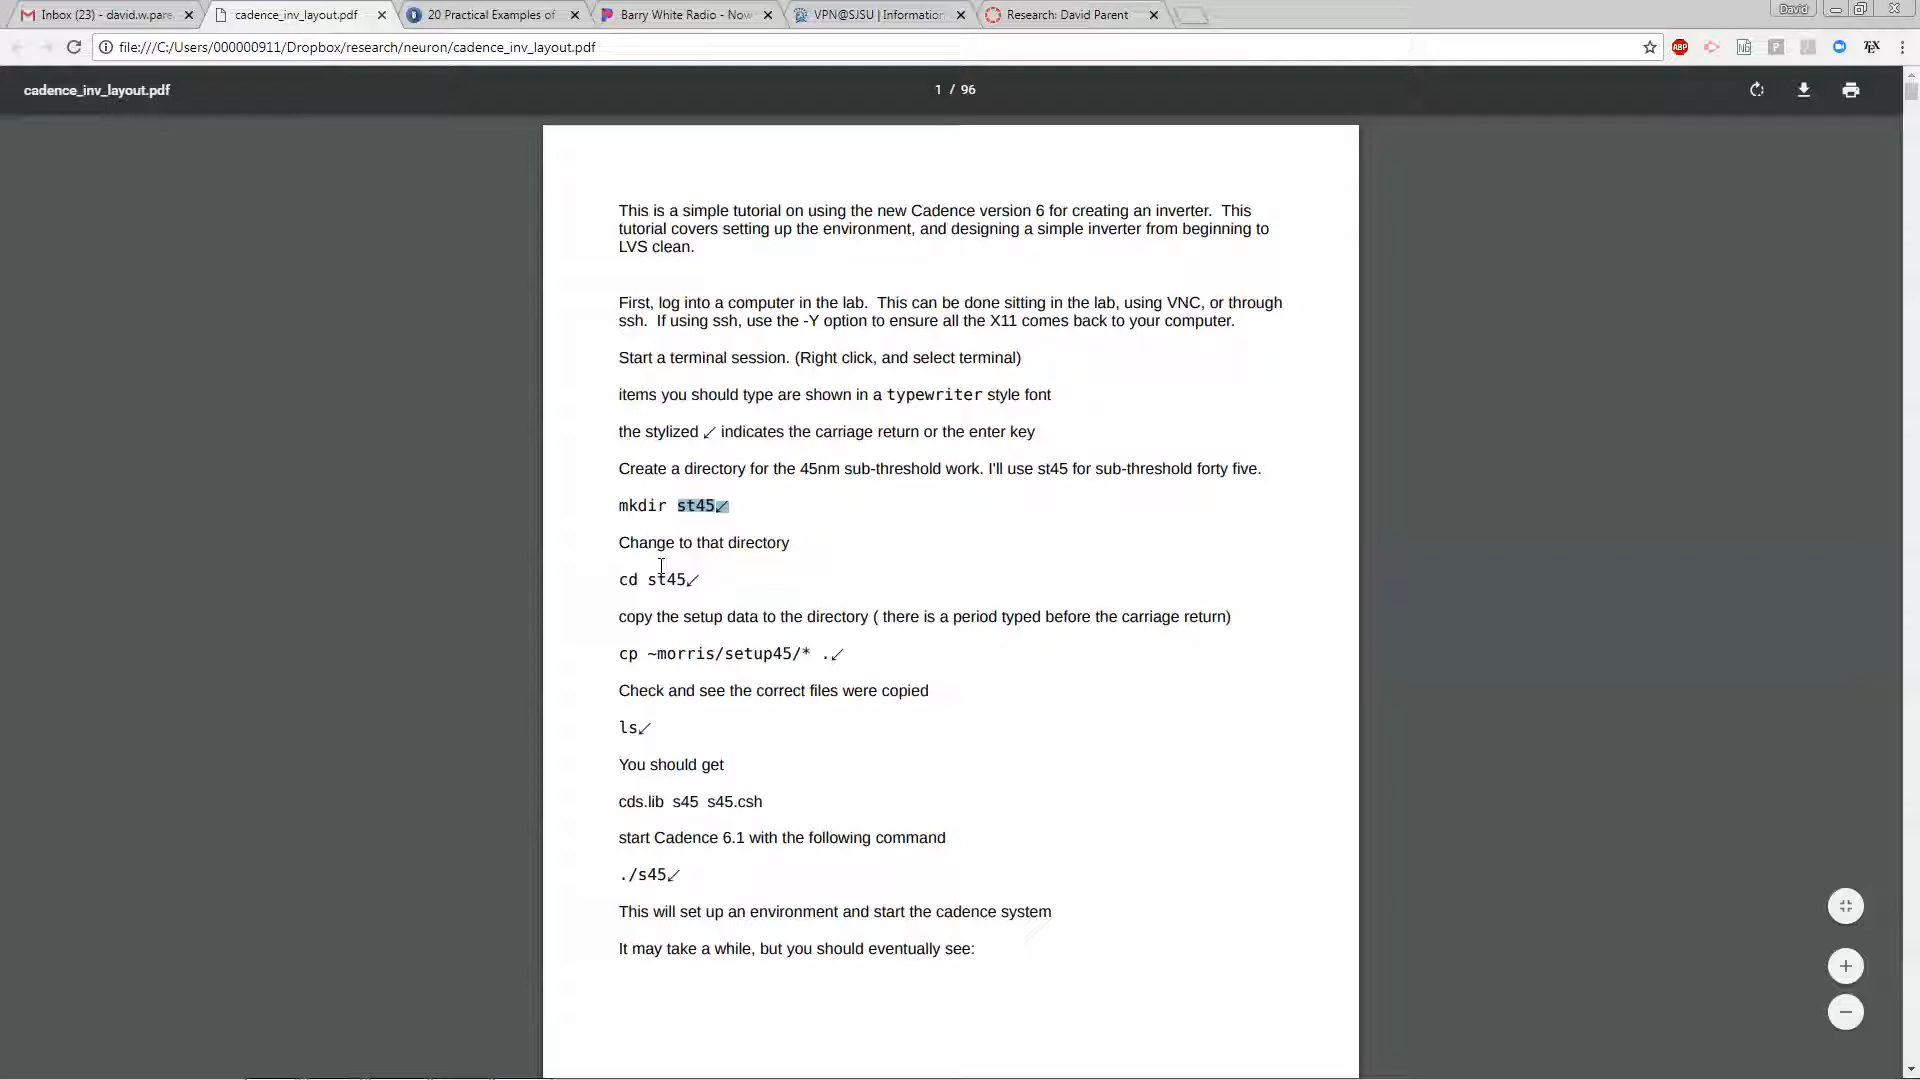 Inbox (23) - david.w.pare
cadence_inv_layout.pdf
20 Practical Examples of
Barry White Radio - Now
VPN@SJSU | Information
Research: David Parent
David
file:///C:/Users/000000911/Dropbox/research/neuron/cadence_inv_layout.pdf
ABP
cadence_inv_layout.pdf
1 / 96
This is a simple tutorial on using the new Cadence version 6 for creating an inverter. This
tutorial covers setting up the environment, and designing a simple inverter from beginning to
LVS clean.
First, log into a computer in the lab. This can be done sitting in the lab, using VNC, or through
ssh. If using ssh, use the -Y option to ensure all the X11 comes back to your computer.
Start a terminal session. (Right click, and select terminal)
items you should type are shown in a typewriter style font
the stylized ↙ indicates the carriage return or the enter key
Create a directory for the 45nm sub-threshold work. I'll use st45 for sub-threshold forty five.
mkdir st45↙
Change to that directory
cd st45↙
copy the setup data to the directory ( there is a period typed before the carriage return)
cp ~morris/setup45/* .↙
Check and see the correct files were copied
ls↙
You should get
cds.lib s45 s45.csh
start Cadence 6.1 with the following command
./s45↙
This will set up an environment and start the cadence system
It may take a while, but you should eventually see: